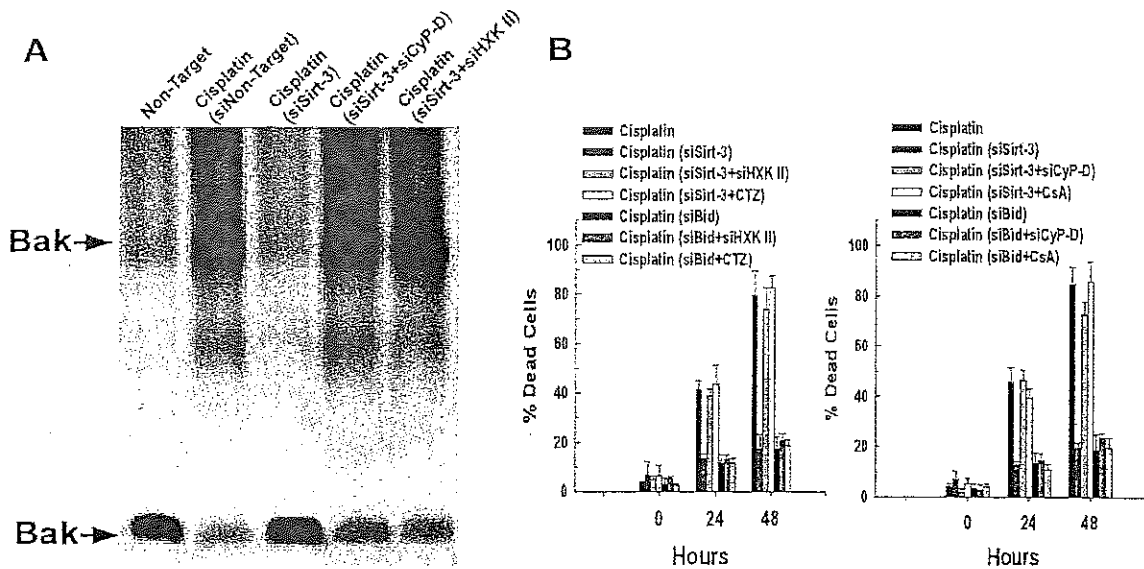 A
Non-Target
Cisplatin
(siNon-Target)
Cisplatin
(siSirt-3)
Cisplatin
(siSirt-3+siCyP-D)
Cisplatin
(siSirt-3+siHXK II)
Bak
Bak
B
Cisplatin
Cisplatin (siSirt-3)
Cisplatin (siSirt-3+siHXK II)
Cisplatin (siSirt-3+CTZ)
Cisplatin (siBid)
Cisplatin (siBid+siHXK II)
Cisplatin (siBid+CTZ)
% Dead Cells
100
80
60
40
20
0
0 24 48
Hours
Cisplatin
Cisplatin (siSirt-3)
Cisplatin (siSirt-3+siCyP-D)
Cisplatin (siSirt-3+CsA)
Cisplatin (siBid)
Cisplatin (siBid+siCyP-D)
Cisplatin (siBid+CsA)
% Dead Cells
100
80
60
40
20
0
0 24 48
Hours